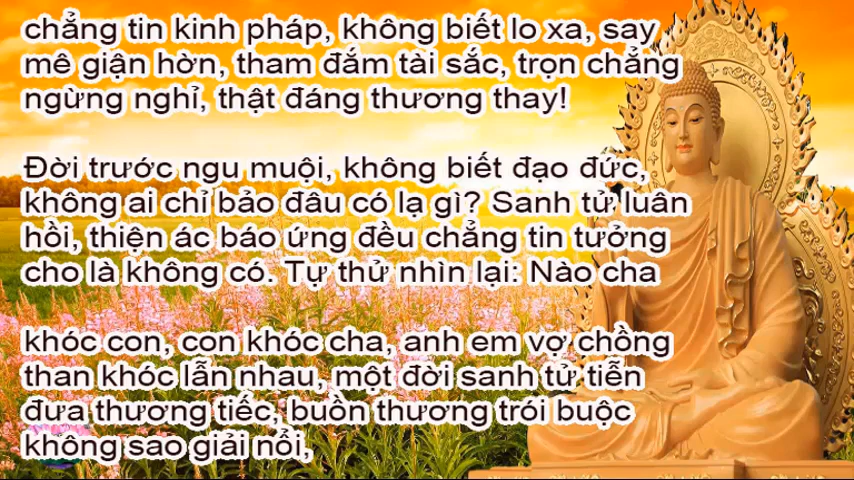 chẳng tin kinh pháp, không biết lo xa, say
mê giận hờn, tham đắm tài sắc, trọn chẳng
ngừng nghỉ, thật đáng thương thay!
Đời trước ngu muội, không biết đạo đức,
không ai chỉ bảo đâu có lạ gì? Sanh tử luân
hồi, thiện ác báo ứng đều chẳng tin tưởng
cho là không có. Tự thử nhìn lại: Nào cha
khóc con, con khóc cha, anh em vợ chồng
than khóc lẫn nhau, một đời sanh tử tiễn
đưa thương tiếc, buồn thương trói buộc
không sao giải nổi,